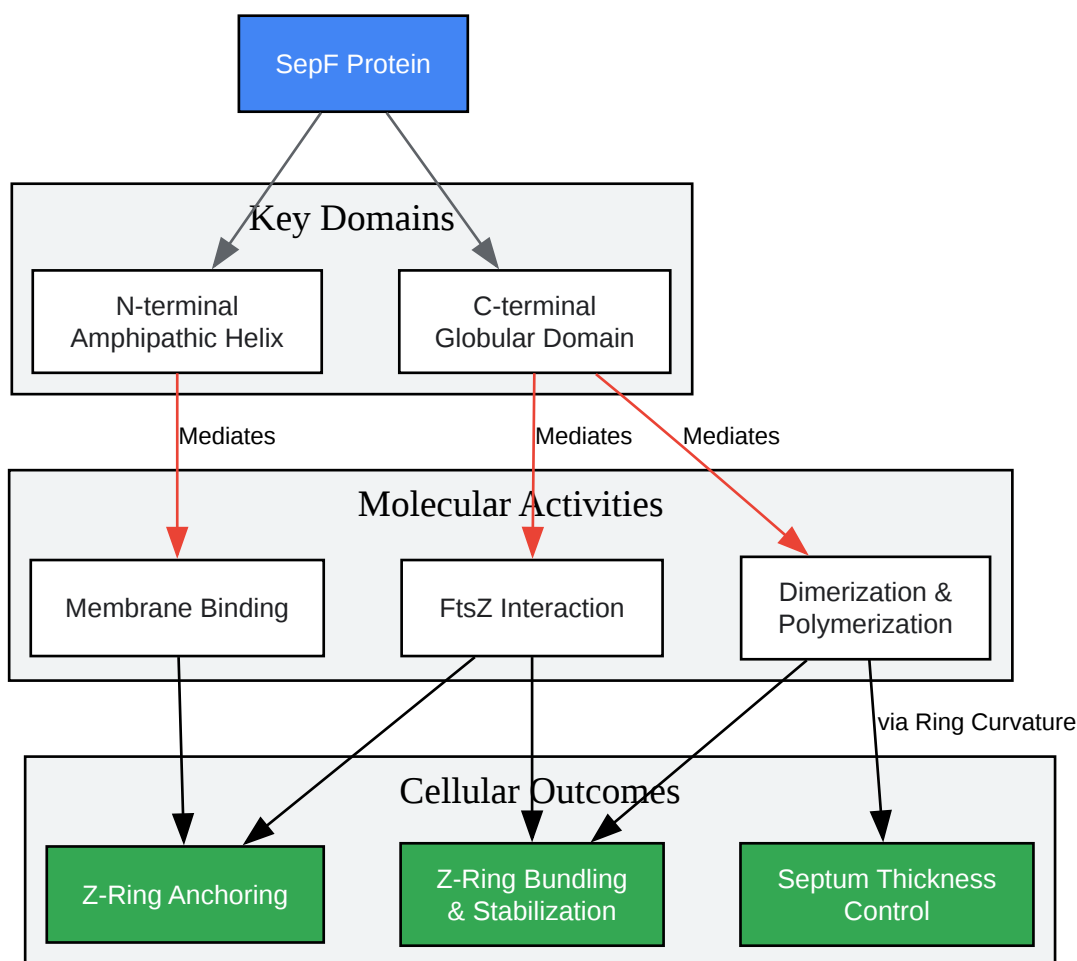 SepF Protein
Key Domains
N-terminal
Amphipathic Helix
C-terminal
Globular Domain
Mediates
Mediates
Mediates
Molecular Activities
Membrane Binding
FtsZ Interaction
Dimerization &
Polymerization
via Ring Curvature
Cellular Outcomes
Z-Ring Anchoring
Z-Ring Bundling
& Stabilization
Septum Thickness
Control